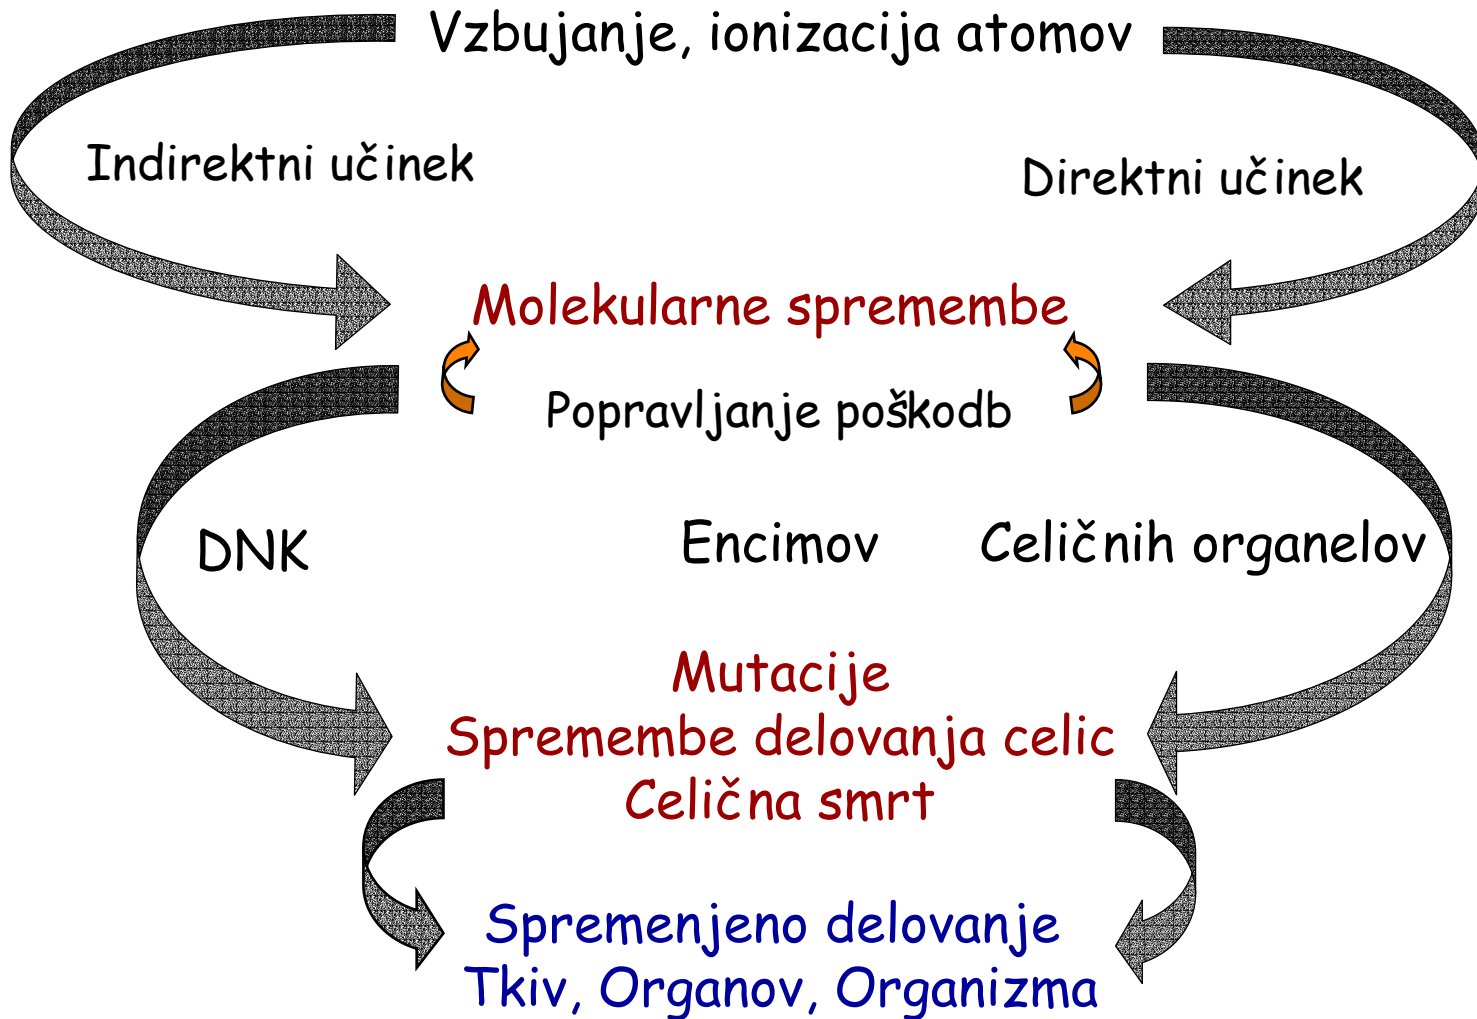 Vzbujanje, ionizacija atomov
Indirektni učinek
Direktni učinek
Molekularne spremembe
Popravljanje poškodb
DNK
Encimov
Celičnih organelov
Mutacije
Spremembe delovanja celic
Celična smrt
Spremenjeno delovanje
Tkiv, Organov, Organizma